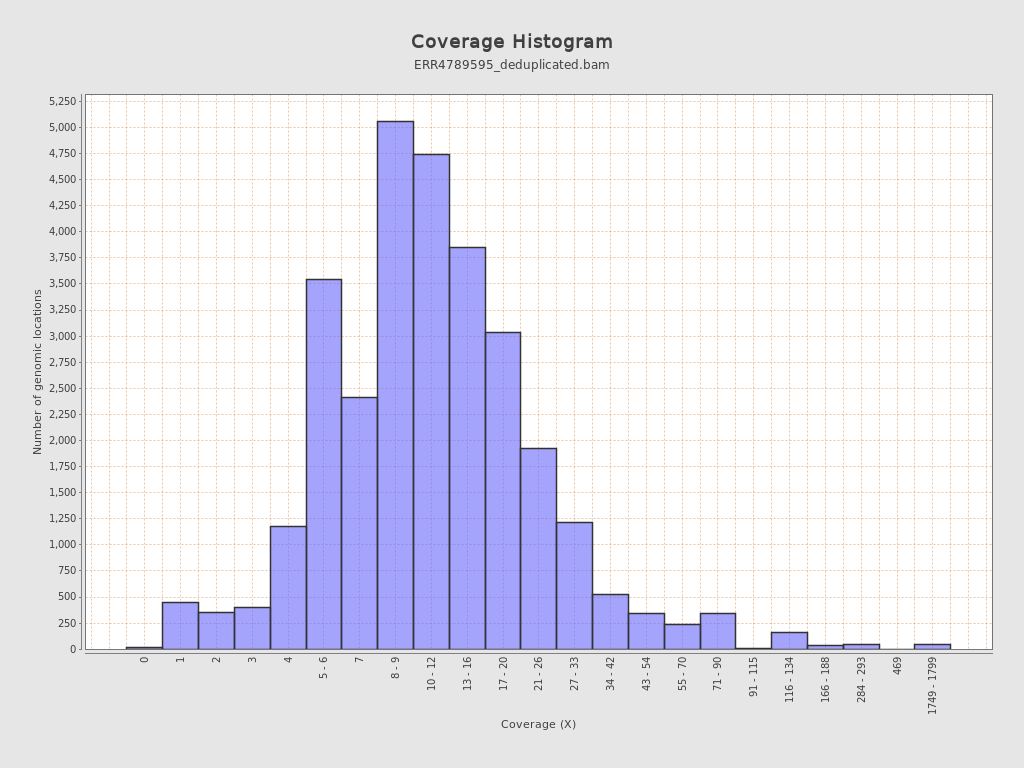 Coverage Histogram
ERR4789595_deduplicated.bam
Number of genomic locations
5,250
5,000
4,750
4,500
4,250
4,000
3,750
3,500
3,250
3,000
2,750
2,500
2,250
2,000
1,750
1,500
1,250
1,000
750
500
250
0
0
1
2
3
4
5 - 6
7
8 - 9
10 - 12
13 - 16
17 - 20
21 - 26
27 - 33
34 - 42
43 - 54
55 - 70
71 - 90
91 - 115
116 - 134
166 - 188
284 - 293
469
1749 - 1799
Coverage (X)